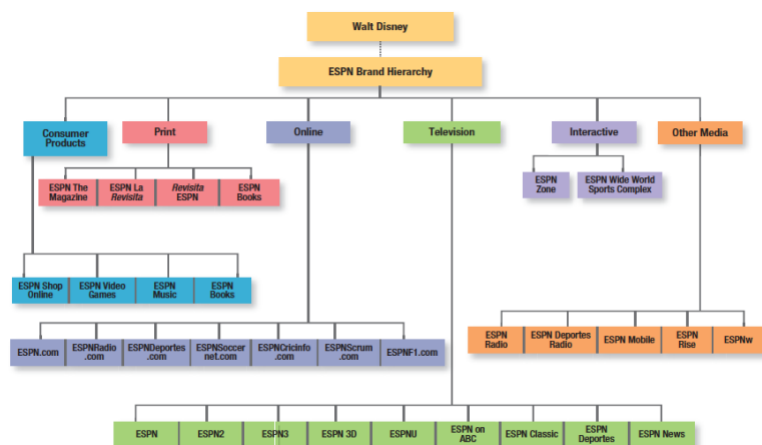 Walt Disney
ESPN Brand Hierarchy
Consumer
Products
Print
Online
Television
Interactive
Other Media
ESPN The
Magazine
ESPN La
Revisita
Revisita
ESPN
ESPN
Books
ESPN
Zone
ESPN Wide World
Sports Complex
ESPN Shop
Online
ESPN Video
Games
ESPN
Music
ESPN
Books
ESPN.com
ESPNRadio
.com
ESPNDeportes
.com
ESPNSoccer
net.com
ESPNCricinfo
.com
ESPNScrum
.com
ESPNF1.com
ESPN
Radio
ESPN Deportes
Radio
ESPN Mobile
ESPN
Rise
ESPNw
ESPN
ESPN2
ESPN3
ESPN 3D
ESPNU
ESPN on
ABC
ESPN Classic
ESPN
Deportes
ESPN News